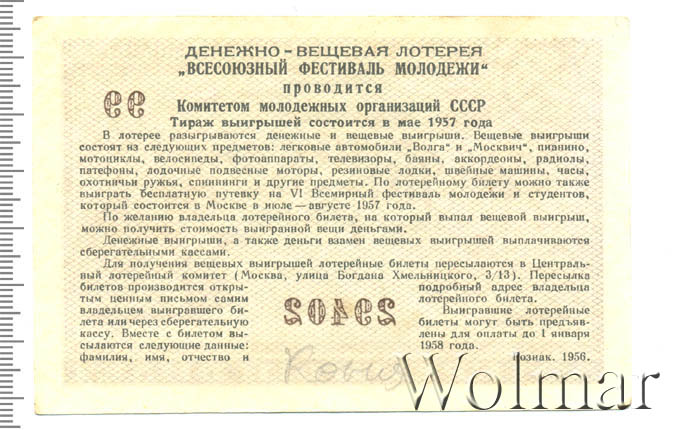 ДЕНЕЖНО-ВЕЩЕВАЯ ЛОТЕРЕЯ
„ВСЕСОЮЗНЫЙ ФЕСТИВАЛЬ МОЛОДЕЖИ“
проводится
Комитетом молодежных организаций СССР
Тираж выигрышей состоится в мае 1957 года
99
В лотерее разыгрываются денежные и вещевые выигрыши. Вещевые выигрыши
состоят из следующих предметов: легковые автомобили „Волга“ и „Москвич“, пианино,
мотоциклы, велосипеды, фотоаппараты, телевизоры, баяны, аккордеоны, радиолы,
патефоны, лодочные подвесные моторы, резиновые лодки, швейные машины, часы,
охотничьи ружья, спиннинги и другие предметы. По лотерейному билету можно также
выиграть бесплатную путевку на VI Всемирный фестиваль молодежи и студентов,
который состоится в Москве в июле—августе 1957 года.
По желанию владельца лотерейного билета, на который выпал вещевой выигрыш,
можно получить стоимость выигранной вещи деньгами.
Денежные выигрыши, а также деньги взамен вещевых выигрышей выплачиваются
сберегательными кассами.
Для получения вещевых выигрышей лотерейные билеты пересылаются в Централь-
ный лотерейный комитет (Москва, улица Богдана Хмельницкого, 3/13). Пересылка
билетов производится откры-
тым ценным письмом самим
владельцем выигравшего би-
лета или через сберегательную
кассу. Вместе с билетом вы-
сылаются следующие данные:
фамилия, имя, отчество и
подробный адрес владельца
лотерейного билета.
Выигравшие лотерейные
билеты могут быть предъяв-
лены для оплаты до 1 января
1958 года.
Гознак. 1956.
29402
Копия
Wolmar